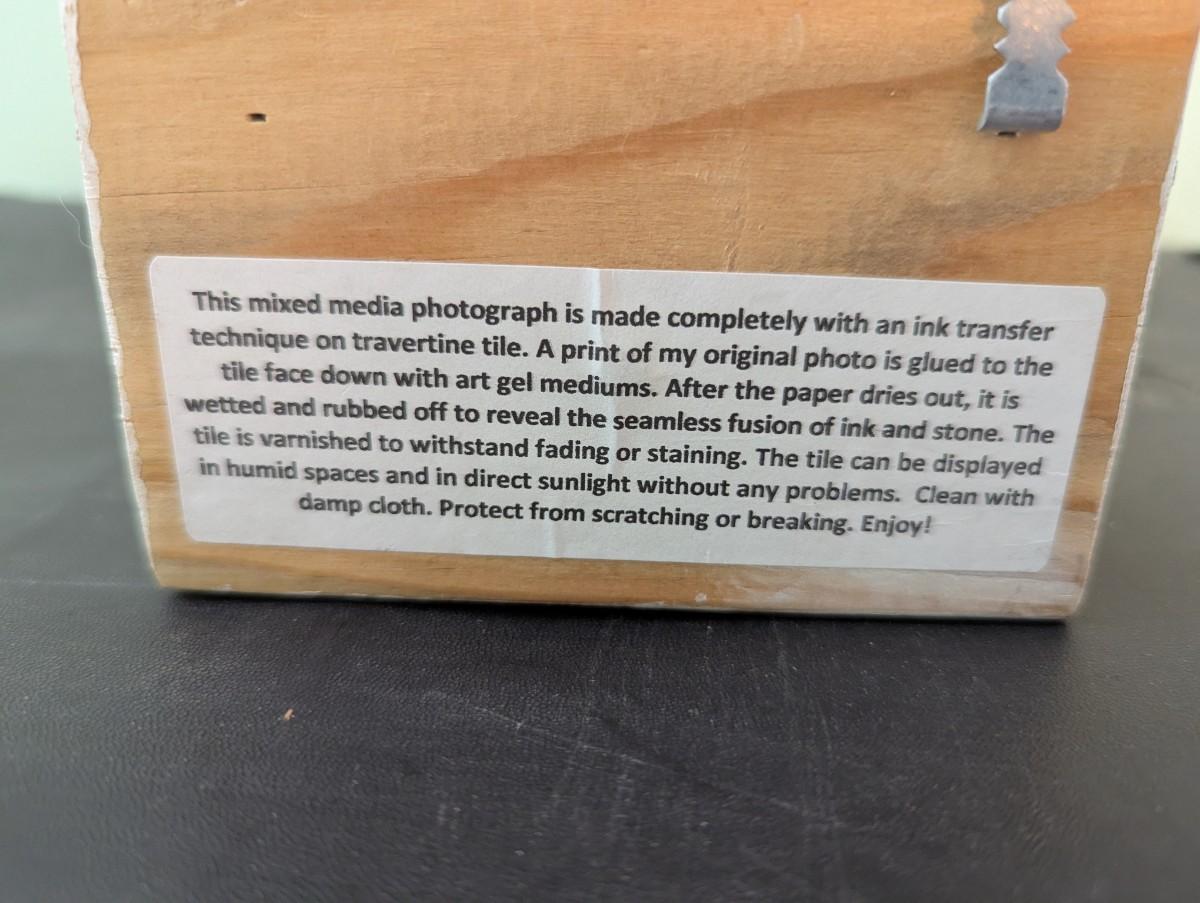 This mixed media photograph is made completely with an ink transfer
technique on travertine tile. A print of my original photo is glued to the
tile face down with art gel mediums. After the paper dries out, it is
wetted and rubbed off to reveal the seamless fusion of ink and stone. The
tile is varnished to withstand fading or staining. The tile can be displayed
in humid spaces and in direct sunlight without any problems. Clean with
damp cloth. Protect from scratching or breaking. Enjoy!